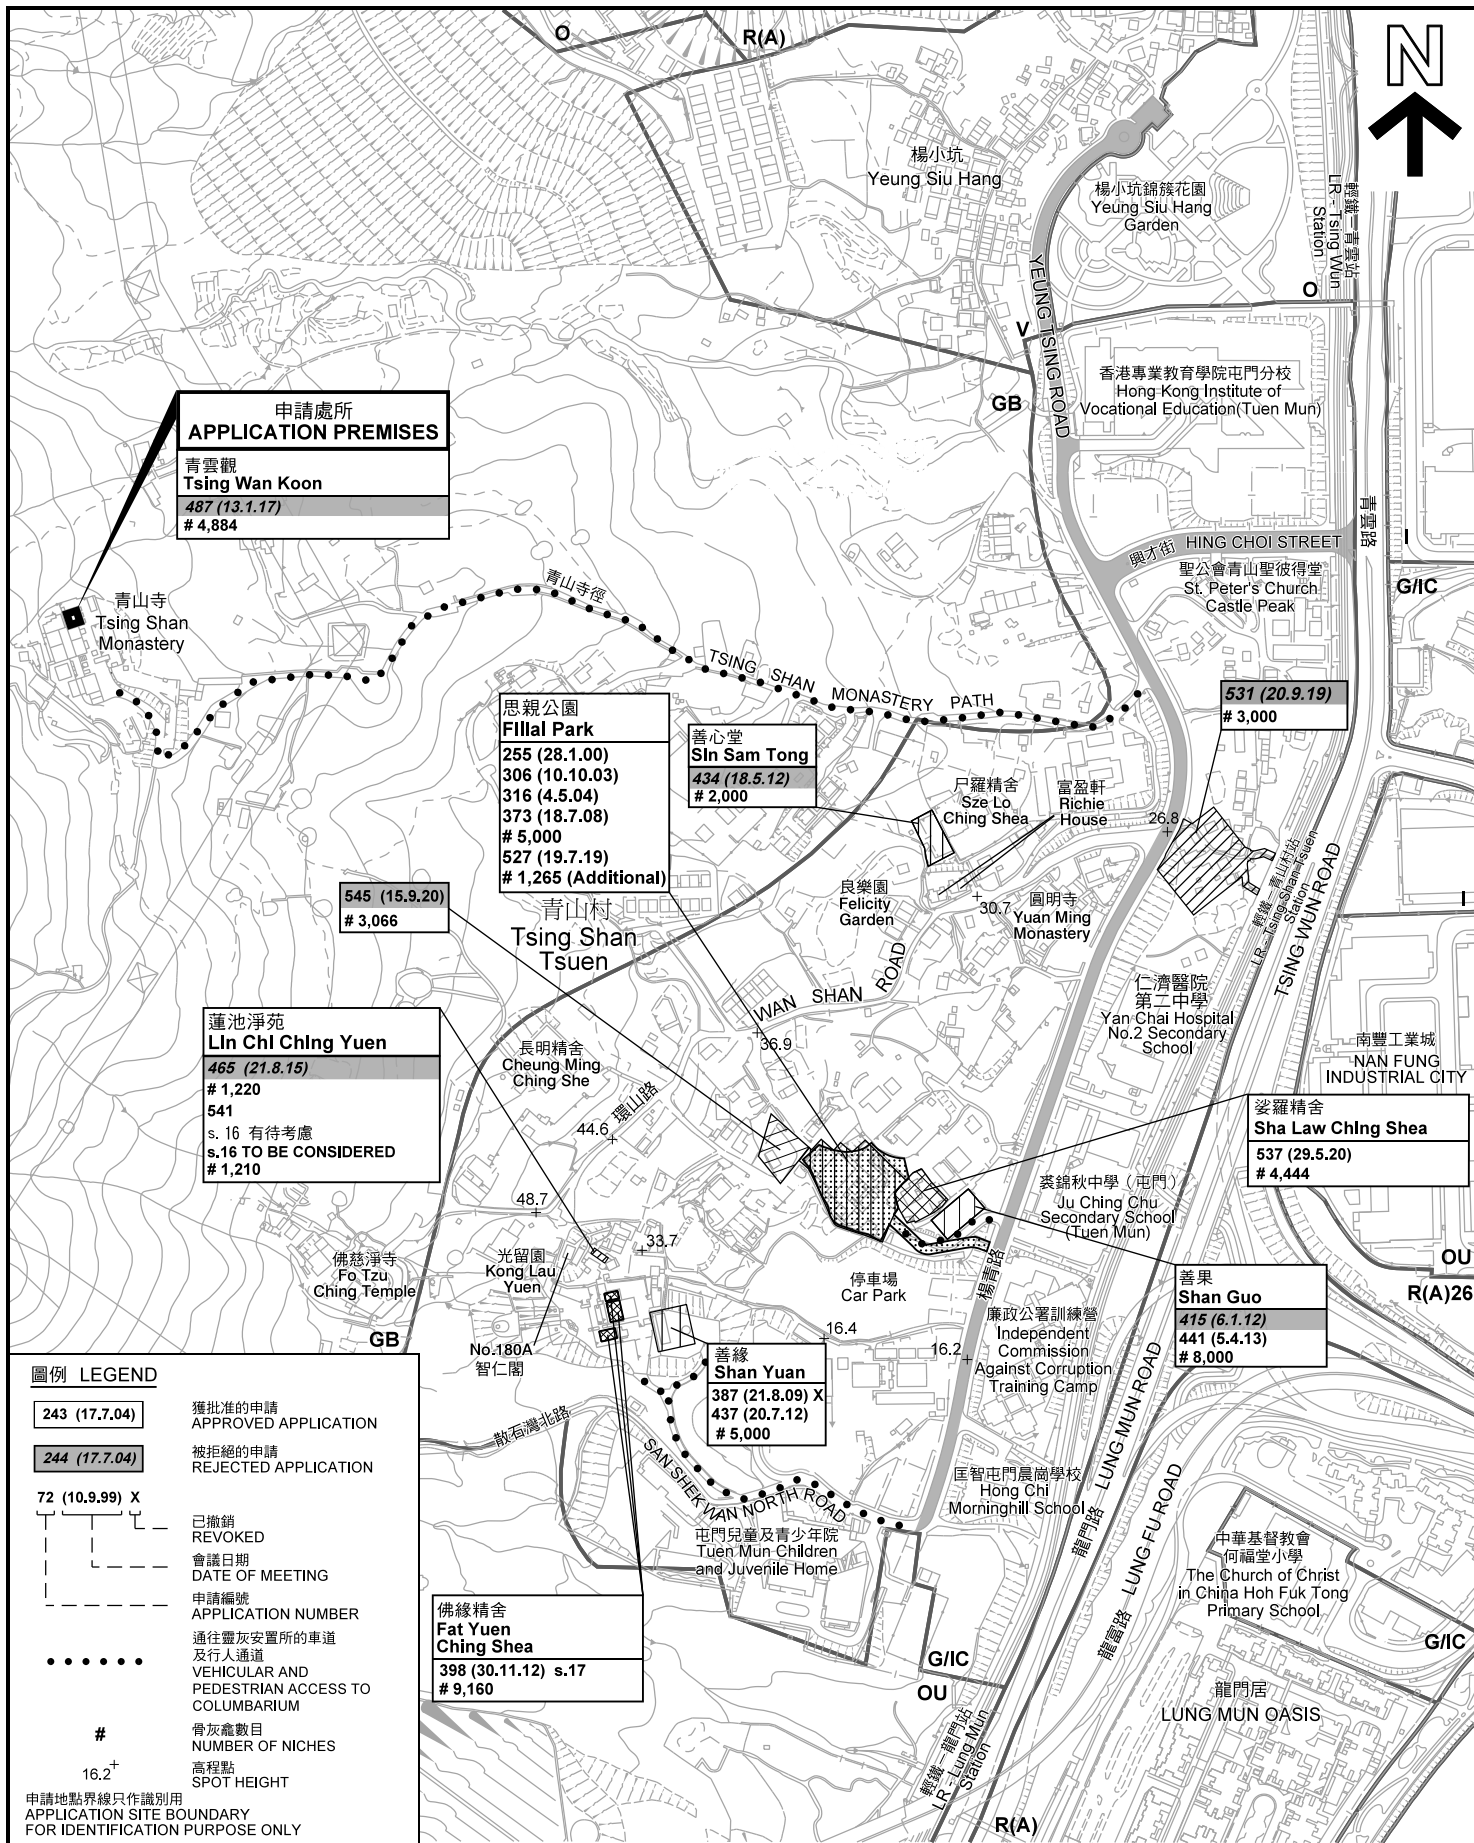 O
R(A)
N
楊小坑
Yeung Siu Hang
楊小坑錦簇花園
Yeung Siu Hang
Garden
輕鐵－青雲站
LR - Tsing Wun
Station
O
V
YEUNG TSING ROAD
GB
香港專業教育學院屯門分校
Hong Kong Institute of
Vocational Education(Tuen Mun)
申請處所
APPLICATION PREMISES
青雲觀
Tsing Wan Koon
487 (13.1.17)
# 4,884
青雲路
I
興才街 HING CHOI STREET
聖公會青山聖彼得堂
St. Peter's Church
Castle Peak
G/IC
青山寺
Tsing Shan
Monastery
青山寺徑
TSING SHAN MONASTERY PATH
思親公園
Filial Park
255 (28.1.00)
306 (10.10.03)
316 (4.5.04)
373 (18.7.08)
# 5,000
527 (19.7.19)
# 1,265 (Additional)
善心堂
Sin Sam Tong
434 (18.5.12)
# 2,000
531 (20.9.19)
# 3,000
尸羅精舍
Sze Lo
Ching Shea
富盈軒
Richie
House
26.8
545 (15.9.20)
# 3,066
良樂園
Felicity
Garden
30.7
圓明寺
Yuan Ming
Monastery
輕鐵－青山村站
LR - Tsing Shan Tsuen
Station
TSING WUN ROAD
I
青山村
Tsing Shan
Tsuen
WAN SHAN ROAD
36.9
仁濟醫院
第二中學
Yan Chai Hospital
No.2 Secondary
School
南豐工業城
NAN FUNG
INDUSTRIAL CITY
蓮池淨苑
Lin Chi Ching Yuen
465 (21.8.15)
# 1,220
541
s. 16 有待考慮
s.16 TO BE CONSIDERED
# 1,210
長明精舍
Cheung Ming
Ching She
44.6
環山路
娑羅精舍
Sha Law Ching Shea
537 (29.5.20)
# 4,444
裘錦秋中學（屯門）
Ju Ching Chu
Secondary School
(Tuen Mun)
48.7
33.7
佛慈淨寺
Fo Tzu
Ching Temple
光留園
Kong Lau
Yuen
停車場
Car Park
楊青路
OU
R(A)26
善果
Shan Guo
415 (6.1.12)
441 (5.4.13)
# 8,000
GB
No.180A
智仁閣
16.4
16.2
廉政公署訓練營
Independent
Commission
Against Corruption
Training Camp
善緣
Shan Yuan
387 (21.8.09) X
437 (20.7.12)
# 5,000
散石灣北路
SAN SHEK WAN NORTH ROAD
龍門路 LUNG MUN ROAD
匡智屯門晨崗學校
Hong Chi
Morninghill School
屯門兒童及青少年院
Tuen Mun Children
and Juvenile Home
龍富路 LUNG FU ROAD
中華基督教會
何福堂小學
The Church of Christ
in China Hoh Fuk Tong
Primary School
佛緣精舍
Fat Yuen
Ching Shea
398 (30.11.12) s.17
# 9,160
G/IC
OU
G/IC
龍門居
LUNG MUN OASIS
輕鐵－龍門站
LR - Lung Mun
Station
R(A)
圖例 LEGEND
243 (17.7.04)
獲批准的申請
APPROVED APPLICATION
244 (17.7.04)
被拒絕的申請
REJECTED APPLICATION
72 (10.9.99) X
已撤銷
REVOKED
會議日期
DATE OF MEETING
申請編號
APPLICATION NUMBER
通往靈灰安置所的車道
及行人通道
VEHICULAR AND
PEDESTRIAN ACCESS TO
COLUMBARIUM
#
骨灰龕數目
NUMBER OF NICHES
16.2
高程點
SPOT HEIGHT
申請地點界線只作識別用
APPLICATION SITE BOUNDARY
FOR IDENTIFICATION PURPOSE ONLY